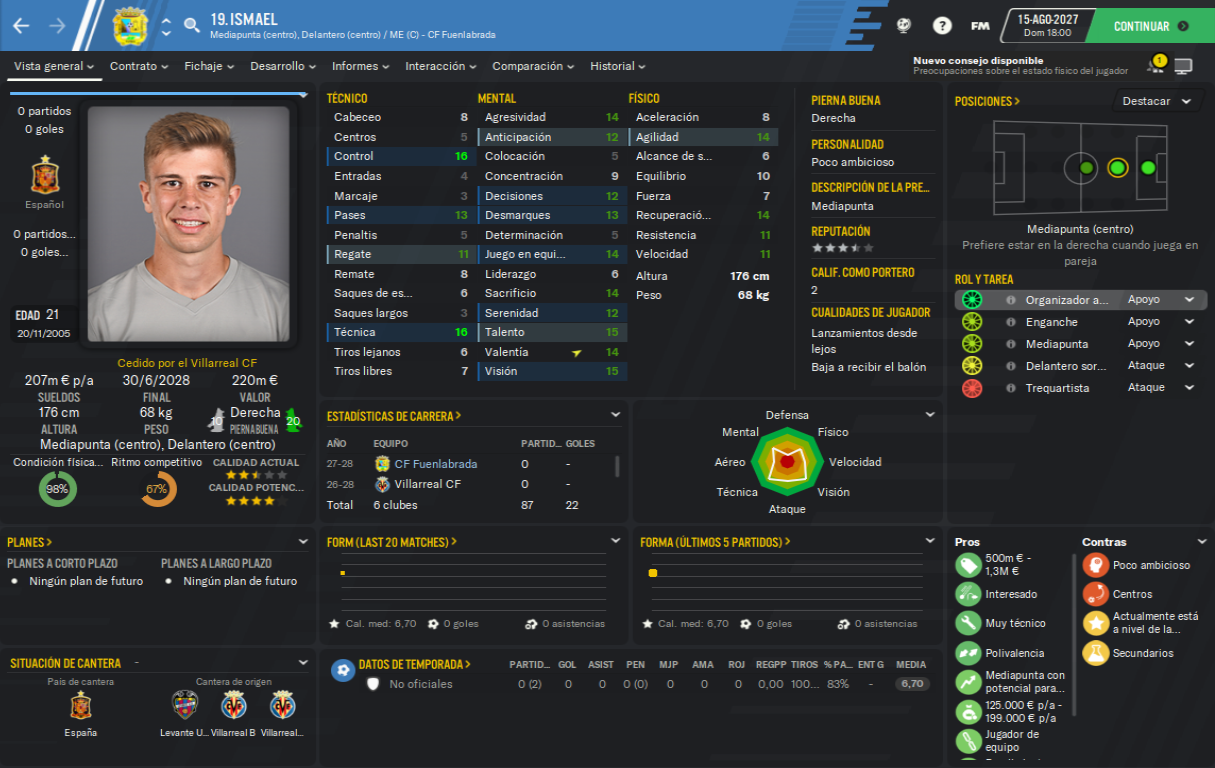 19. ISMAEL
Mediapunta (centro), Delantero (centro) / ME (C) - CF Fuenlabrada
?
FM
15-AGO-2027
Dom 18:00
CONTINUAR
Vista general
Contrato
Fichaje
Desarrollo
Informes
Interacción
Comparación
Historial
Nuevo consejo disponible
Preocupaciones sobre el estado físico del jugador
1
0 partidos
0 goles
Español
0 partidos...
0 goles...
EDAD 21
20/11/2005
Cedido por el Villarreal CF
207m € p/a
30/6/2028
220m €
SUELDOS
FINAL
VALOR
176 cm
68 kg
10 Derecha 20
ALTURA
PESO
PIERNA BUENA
Mediapunta (centro), Delantero (centro)
Condición física...
Ritmo competitivo
CALIDAD ACTUAL
98%
67%
CALIDAD POTENC...
TÉCNICO
Cabeceo 8
Centros 5
Control 16
Entradas 4
Marcaje 3
Pases 13
Penaltis 5
Regate 11
Remate 8
Saques de es... 6
Saques largos 3
Técnica 16
Tiros lejanos 6
Tiros libres 7
MENTAL
Agresividad 14
Anticipación 12
Colocación 5
Concentración 9
Decisiones 12
Desmarques 13
Determinación 5
Juego en equi... 14
Liderazgo 6
Sacrificio 14
Serenidad 12
Talento 15
Valentía 14
Visión 15
FÍSICO
Aceleración 8
Agilidad 14
Alcance de s... 6
Equilibrio 10
Fuerza 7
Recuperació... 14
Resistencia 11
Velocidad 11
Altura 176 cm
Peso 68 kg
PIERNA BUENA
Derecha
PERSONALIDAD
Poco ambicioso
DESCRIPCIÓN DE LA PRE...
Mediapunta
REPUTACIÓN
CALIF. COMO PORTERO
2
CUALIDADES DE JUGADOR
Lanzamientos desde
lejos
Baja a recibir el balón
POSICIONES >
Destacar
Mediapunta (centro)
Prefiere estar en la derecha cuando juega en
pareja
ROL Y TAREA
Organizador a... Apoyo
Enganche Apoyo
Mediapunta Apoyo
Delantero sor... Ataque
Trequartista Ataque
ESTADÍSTICAS DE CARRERA >
AÑO EQUIPO PARTID... GOLES
27-28 CF Fuenlabrada 0 -
26-28 Villarreal CF 0 -
Total 6 clubes 87 22
Defensa
Mental
Físico
Aéreo
Velocidad
Técnica
Visión
Ataque
PLANES >
PLANES A CORTO PLAZO
PLANES A LARGO PLAZO
Ningún plan de futuro
Ningún plan de futuro
FORM (LAST 20 MATCHES) >
Cal. med: 6,70
0 goles
0 asistencias
FORMA (ÚLTIMOS 5 PARTIDOS) >
Cal. med: 6,70
0 goles
0 asistencias
Pros
500m € -
1,3M €
Interesado
Muy técnico
Polivalencia
Mediapunta con
potencial para...
125.000 € p/a -
199.000 € p/a
Jugador de
equipo
Contras
Poco ambicioso
Centros
Actualmente está
a nivel de la...
Secundarios
SITUACIÓN DE CANTERA -
País de cantera
Cantera de origen
España
Levante U...
Villarreal B
Villarreal...
DATOS DE TEMPORADA > PARTID... GOL ASIST PEN MJP AMA ROJ REGPP TIROS % PA... ENT G MEDIA
No oficiales 0 (2) 0 0 0 (0) 0 0 0 0,00 100... 83% - 6,70